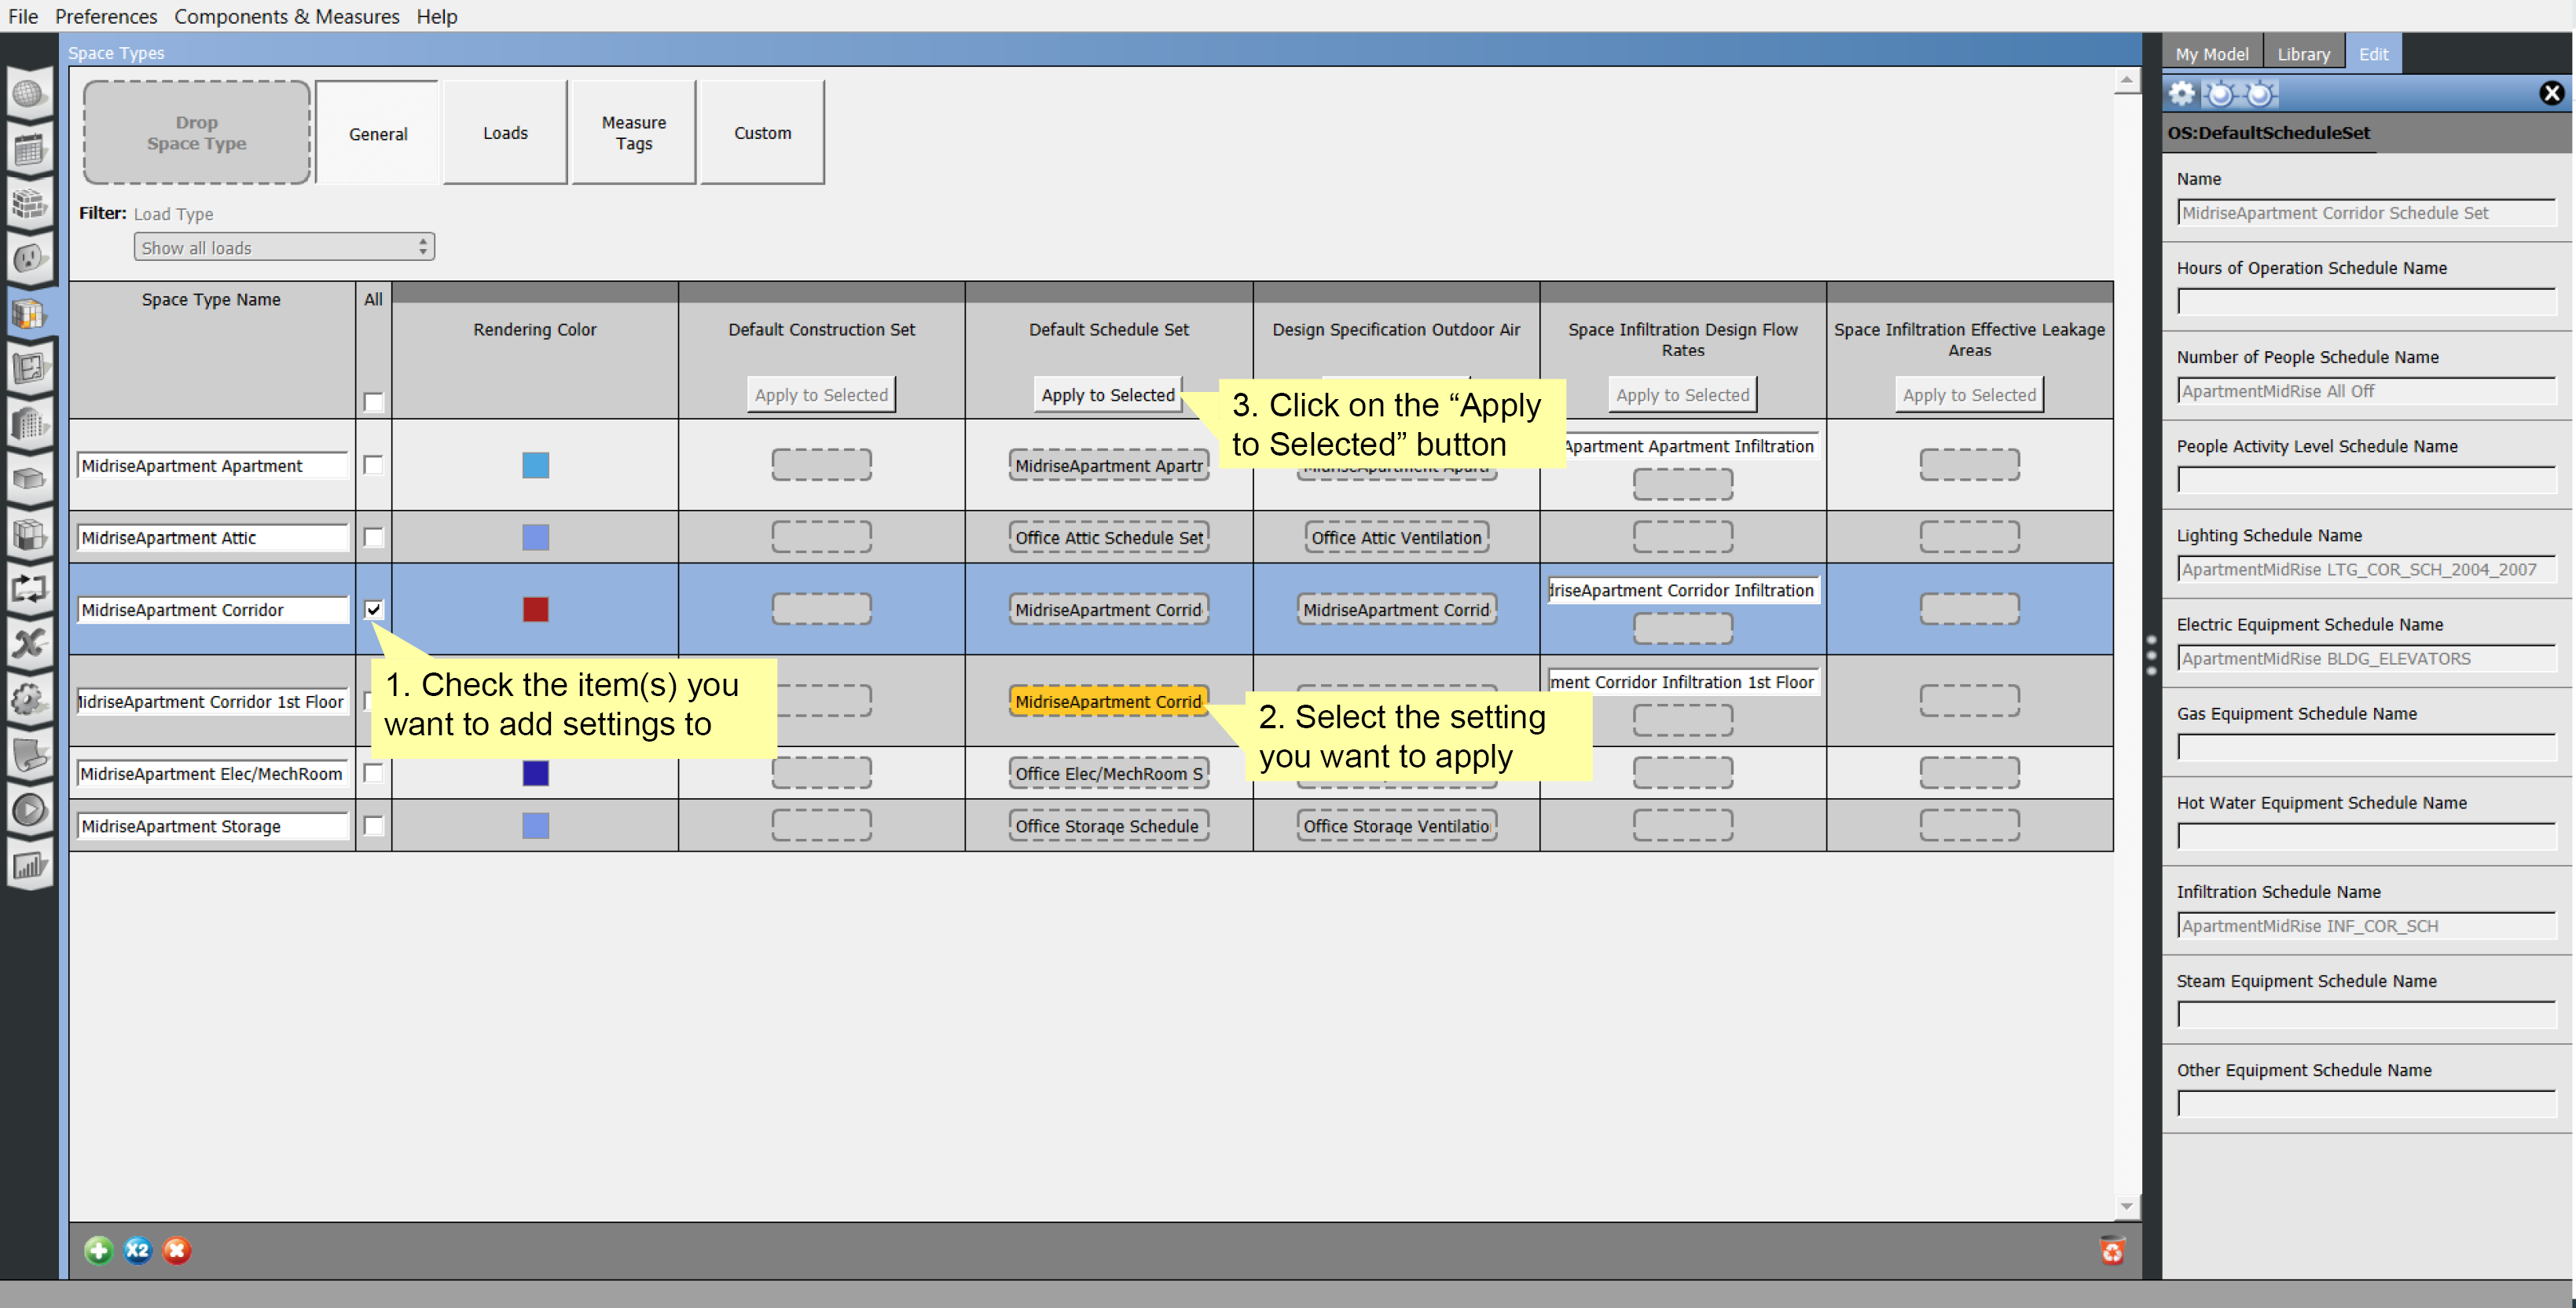 File Preferences Components & Measures Help
Space Types
My Model Library Edit
Drop
Space Type
General
Loads
Measure
Tags
Custom
Filter: Load Type
Show all loads
Space Type Name
All
Rendering Color
Default Construction Set
Apply to Selected
Default Schedule Set
Apply to Selected
Design Specification Outdoor Air
Space Infiltration Design Flow
Rates
Apply to Selected
Space Infiltration Effective Leakage
Areas
Apply to Selected
3. Click on the “Apply
to Selected” button
MidriseApartment Apartment
MidriseApartment Apartr
Apartment Apartment Infiltration
MidriseApartment Attic
Office Attic Schedule Set
Office Attic Ventilation
MidriseApartment Corridor
MidriseApartment Corrid
MidriseApartment Corrid
driseApartment Corridor Infiltration
1. Check the item(s) you
want to add settings to
MidriseApartment Corridor 1st Floor
MidriseApartment Corrid
ment Corridor Infiltration 1st Floor
2. Select the setting
you want to apply
MidriseApartment Elec/MechRoom
Office Elec/MechRoom S
MidriseApartment Storage
Office Storage Schedule
Office Storage Ventilatio
X2
OS:DefaultScheduleSet
Name
MidriseApartment Corridor Schedule Set
Hours of Operation Schedule Name
Number of People Schedule Name
ApartmentMidRise All Off
People Activity Level Schedule Name
Lighting Schedule Name
ApartmentMidRise LTG_COR_SCH_2004_2007
Electric Equipment Schedule Name
ApartmentMidRise BLDG_ELEVATORS
Gas Equipment Schedule Name
Hot Water Equipment Schedule Name
Infiltration Schedule Name
ApartmentMidRise INF_COR_SCH
Steam Equipment Schedule Name
Other Equipment Schedule Name